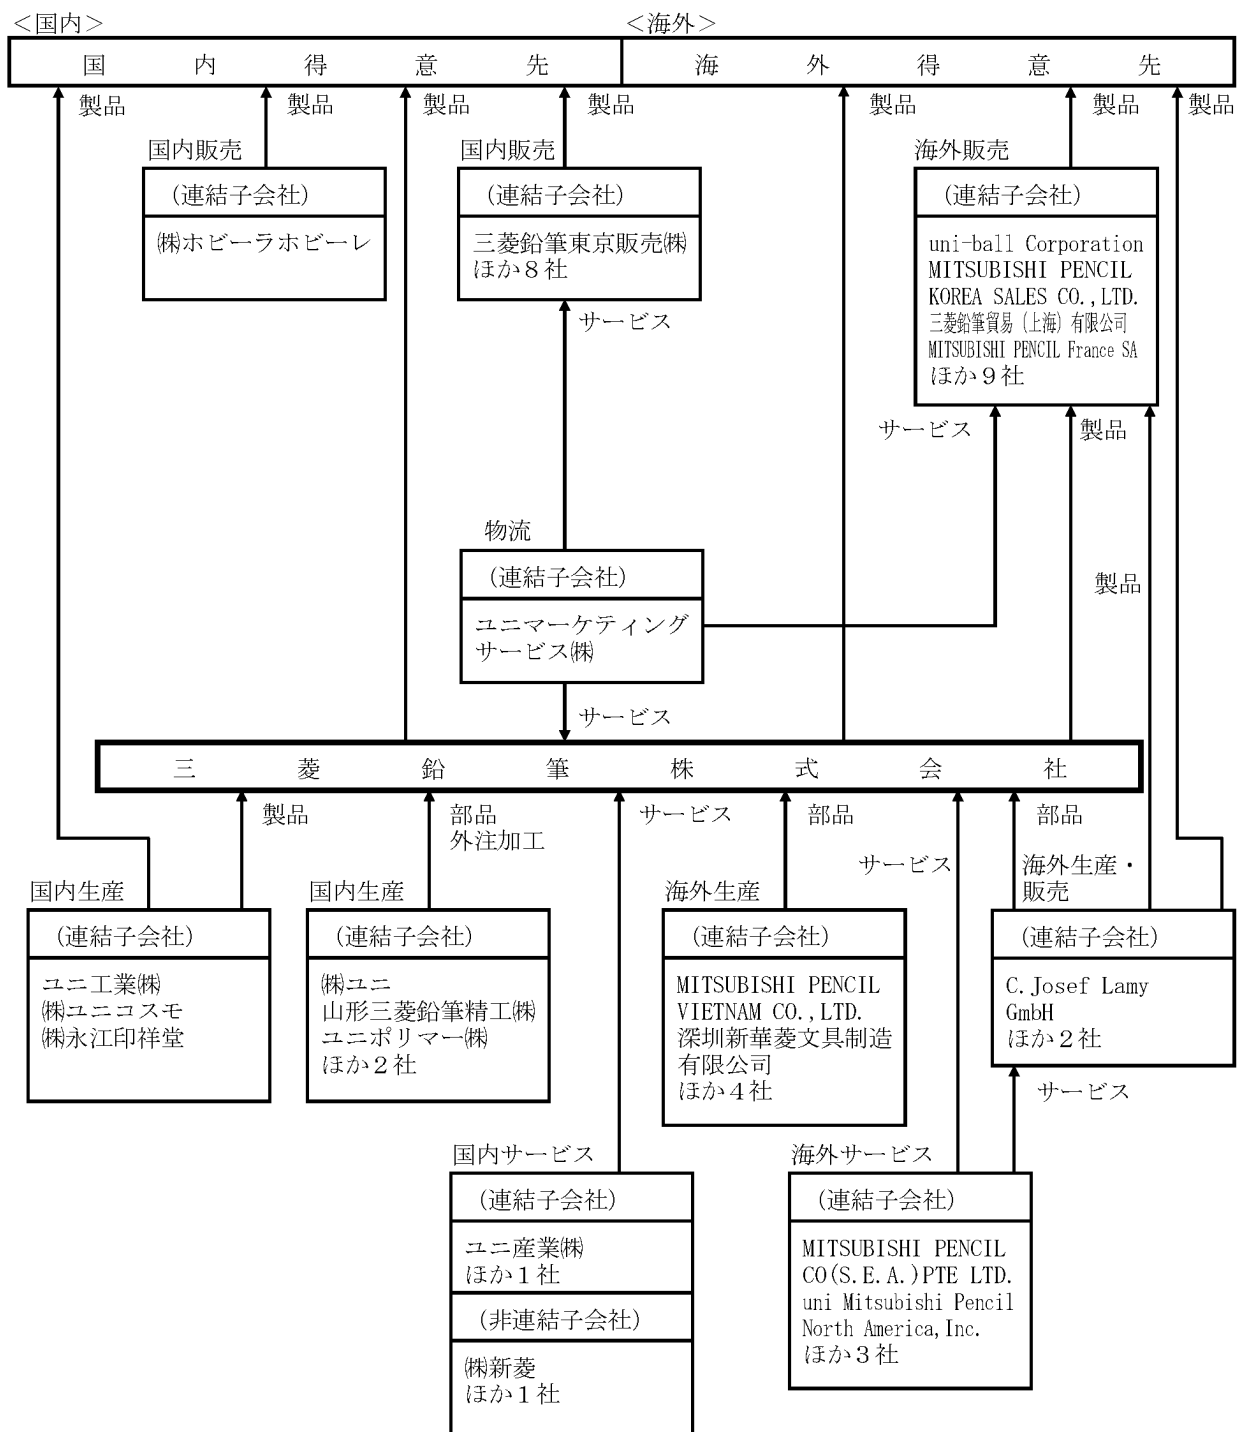 ＜国内＞
＜海外＞
国内得意先
海外得意先
製品
製品
製品
製品
製品
製品
製品
国内販売
(連結子会社)
㈱ホビーラホビーレ
国内販売
(連結子会社)
三菱鉛筆東京販売㈱
ほか８社
海外販売
(連結子会社)
uni-ball Corporation
MITSUBISHI PENCIL
KOREA SALES CO.,LTD.
三菱鉛筆貿易（上海）有限公司
MITSUBISHI PENCIL France SA
ほか９社
サービス
サービス
製品
物流
(連結子会社)
ユニマーケティング
サービス㈱
製品
サービス
三菱鉛筆株式会社
製品
部品
外注加工
サービス
部品
サービス
部品
国内生産
(連結子会社)
ユニ工業㈱
㈱ユニコスモ
㈱永江印祥堂
国内生産
(連結子会社)
㈱ユニ
山形三菱鉛筆精工㈱
ユニポリマー㈱
ほか２社
海外生産
(連結子会社)
MITSUBISHI PENCIL
VIETNAM CO.,LTD.
深圳新華菱文具制造
有限公司
ほか４社
海外生産・
販売
(連結子会社)
C.Josef Lamy
GmbH
ほか２社
サービス
国内サービス
(連結子会社)
ユニ産業㈱
ほか１社
(非連結子会社)
㈱新菱
ほか１社
海外サービス
(連結子会社)
MITSUBISHI PENCIL
CO(S.E.A.)PTE LTD.
uni Mitsubishi Pencil
North America,Inc.
ほか３社